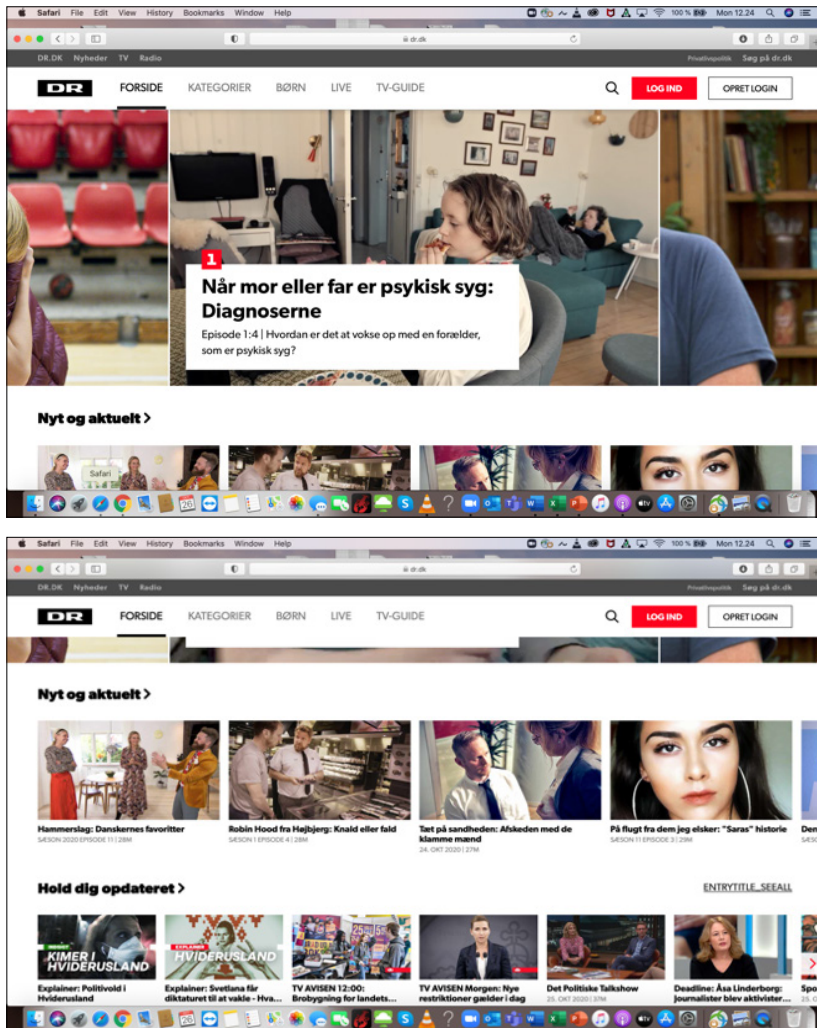 Safari File Edit View History Bookmarks Window Help
100 % Mon 12.24
dr.dk
DR.DK Nyheder TV Radio
Privatlivspolitik Søg på dr.dk
DR FORSIDE KATEGORIER BØRN LIVE TV-GUIDE LOG IND OPRET LOGIN
1
Når mor eller far er psykisk syg:
Diagnoserne
Episode 1:4 | Hvordan er det at vokse op med en forælder,
som er psykisk syg?
Nyt og aktuelt >
Safari
26
Safari File Edit View History Bookmarks Window Help
100 % Mon 12.24
dr.dk
DR.DK Nyheder TV Radio
Privatlivspolitik Søg på dr.dk
DR FORSIDE KATEGORIER BØRN LIVE TV-GUIDE LOG IND OPRET LOGIN
Nyt og aktuelt >
Hammerslag: Danskernes favoritter
SÆSON 2020 EPISODE 11 | 28M
Robin Hood fra Højbjerg: Knald eller fald
SÆSON 1 EPISODE 4 | 28M
Tæt på sandheden: Afskeden med de
klamme mænd
24. OKT 2020 | 27M
På flugt fra dem jeg elsker: "Saras" historie
SÆSON 11 EPISODE 3 | 29M
Den
Hold dig opdateret >
ENTRYTITLE_SEEALL
KIMER I
HVIDERUSLAND
Explainer: Politivold i
Hviderusland
EXPLAINER
HVIDERUSLAND
Explainer: Svetlana får
diktaturet til at vakle - Hva...
TV AVISEN 12:00:
Brobygning for landets...
TV AVISEN Morgen: Nye
restriktioner gælder i dag
Det Politiske Talkshow
25. OKT 2020 | 37M
Deadline: Åsa Linderborg:
journalister blev aktivister...
Spo
26